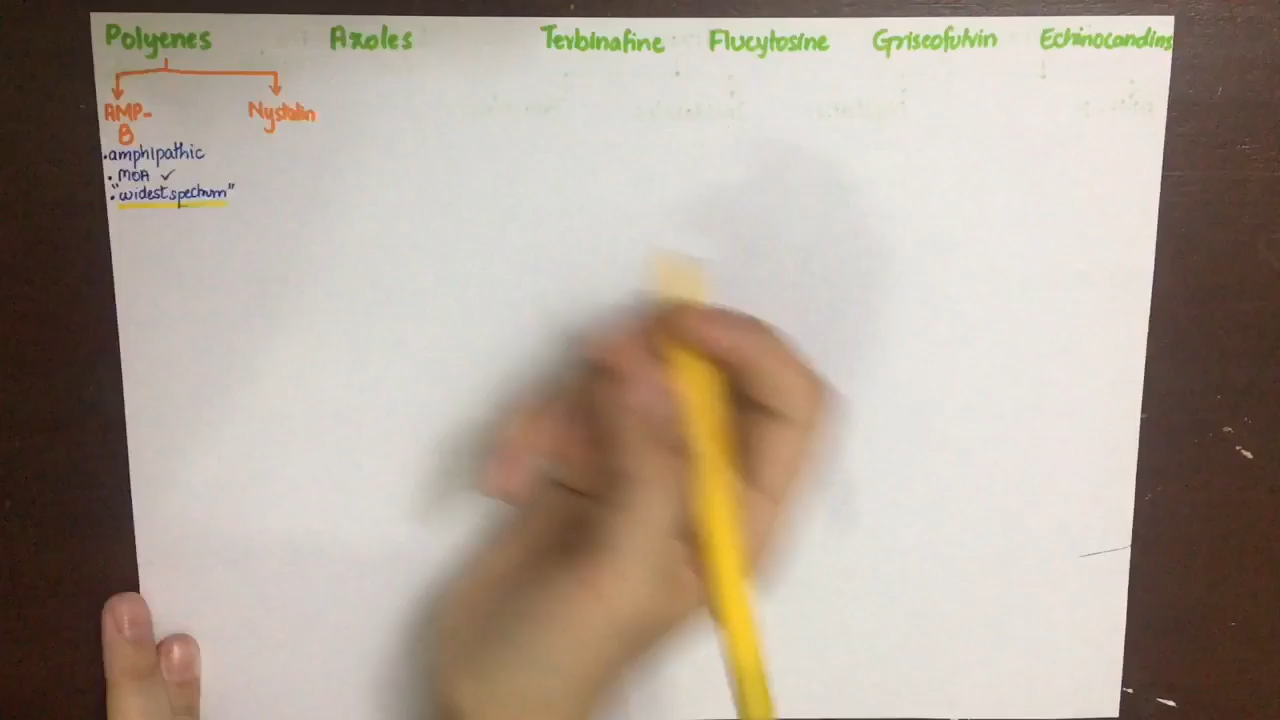 Polyenes Azoles Terbinafine Flucytosine Griseofulvin Echinocandins
AMP-B Nystatin
•amphipathic
•MOA ✓
•"widest spectrum"